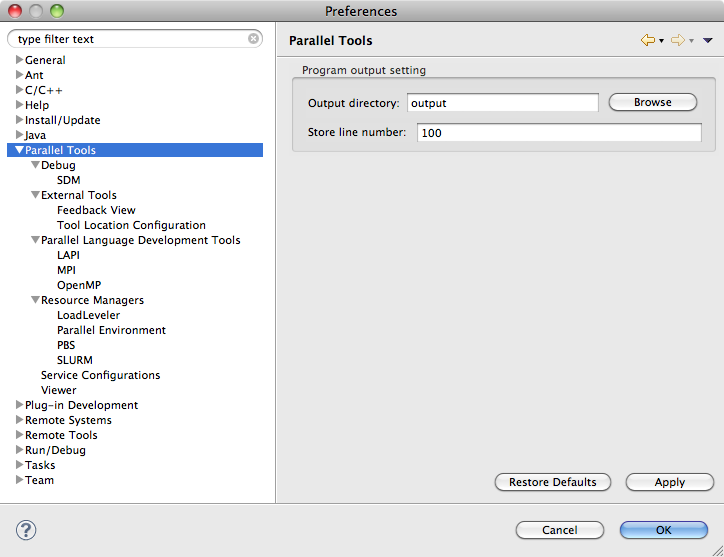 Preferences
type filter text
General
Ant
C/C++
Help
Install/Update
Java
Parallel Tools
Debug
SDM
External Tools
Feedback View
Tool Location Configuration
Parallel Language Development Tools
LAPI
MPI
OpenMP
Resource Managers
LoadLeveler
Parallel Environment
PBS
SLURM
Service Configurations
Viewer
Plug-in Development
Remote Systems
Remote Tools
Run/Debug
Tasks
Team
Parallel Tools
Program output setting
Output directory: output Browse
Store line number: 100
Restore Defaults Apply
? Cancel OK